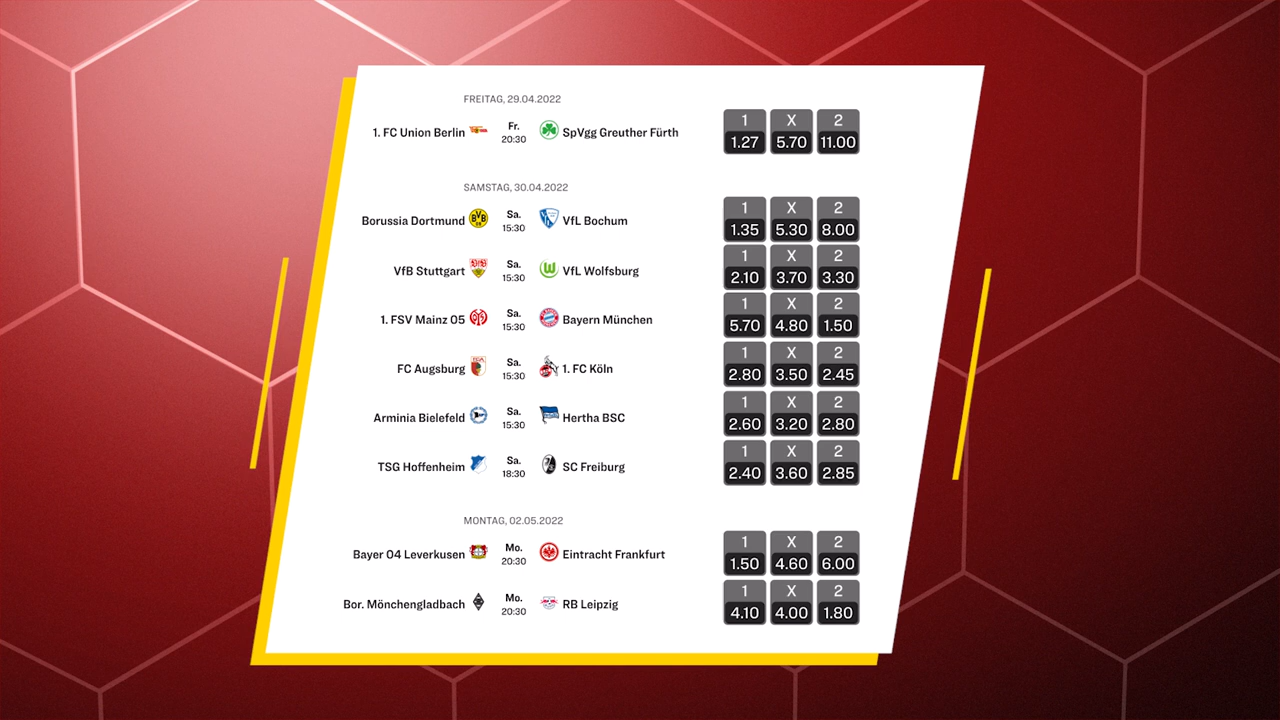 FREITAG, 29.04.2022
1. FC Union Berlin Fr. 20:30 SpVgg Greuther Fürth 1 1.27 X 5.70 2 11.00
SAMSTAG, 30.04.2022
Borussia Dortmund Sa. 15:30 VfL Bochum 1 1.35 X 5.30 2 8.00
VfB Stuttgart Sa. 15:30 VfL Wolfsburg 1 2.10 X 3.70 2 3.30
1. FSV Mainz 05 Sa. 15:30 Bayern München 1 5.70 X 4.80 2 1.50
FC Augsburg Sa. 15:30 1. FC Köln 1 2.80 X 3.50 2 2.45
Arminia Bielefeld Sa. 15:30 Hertha BSC 1 2.60 X 3.20 2 2.80
TSG Hoffenheim Sa. 18:30 SC Freiburg 1 2.40 X 3.60 2 2.85
MONTAG, 02.05.2022
Bayer 04 Leverkusen Mo. 20:30 Eintracht Frankfurt 1 1.50 X 4.60 2 6.00
Bor. Mönchengladbach Mo. 20:30 RB Leipzig 1 4.10 X 4.00 2 1.80